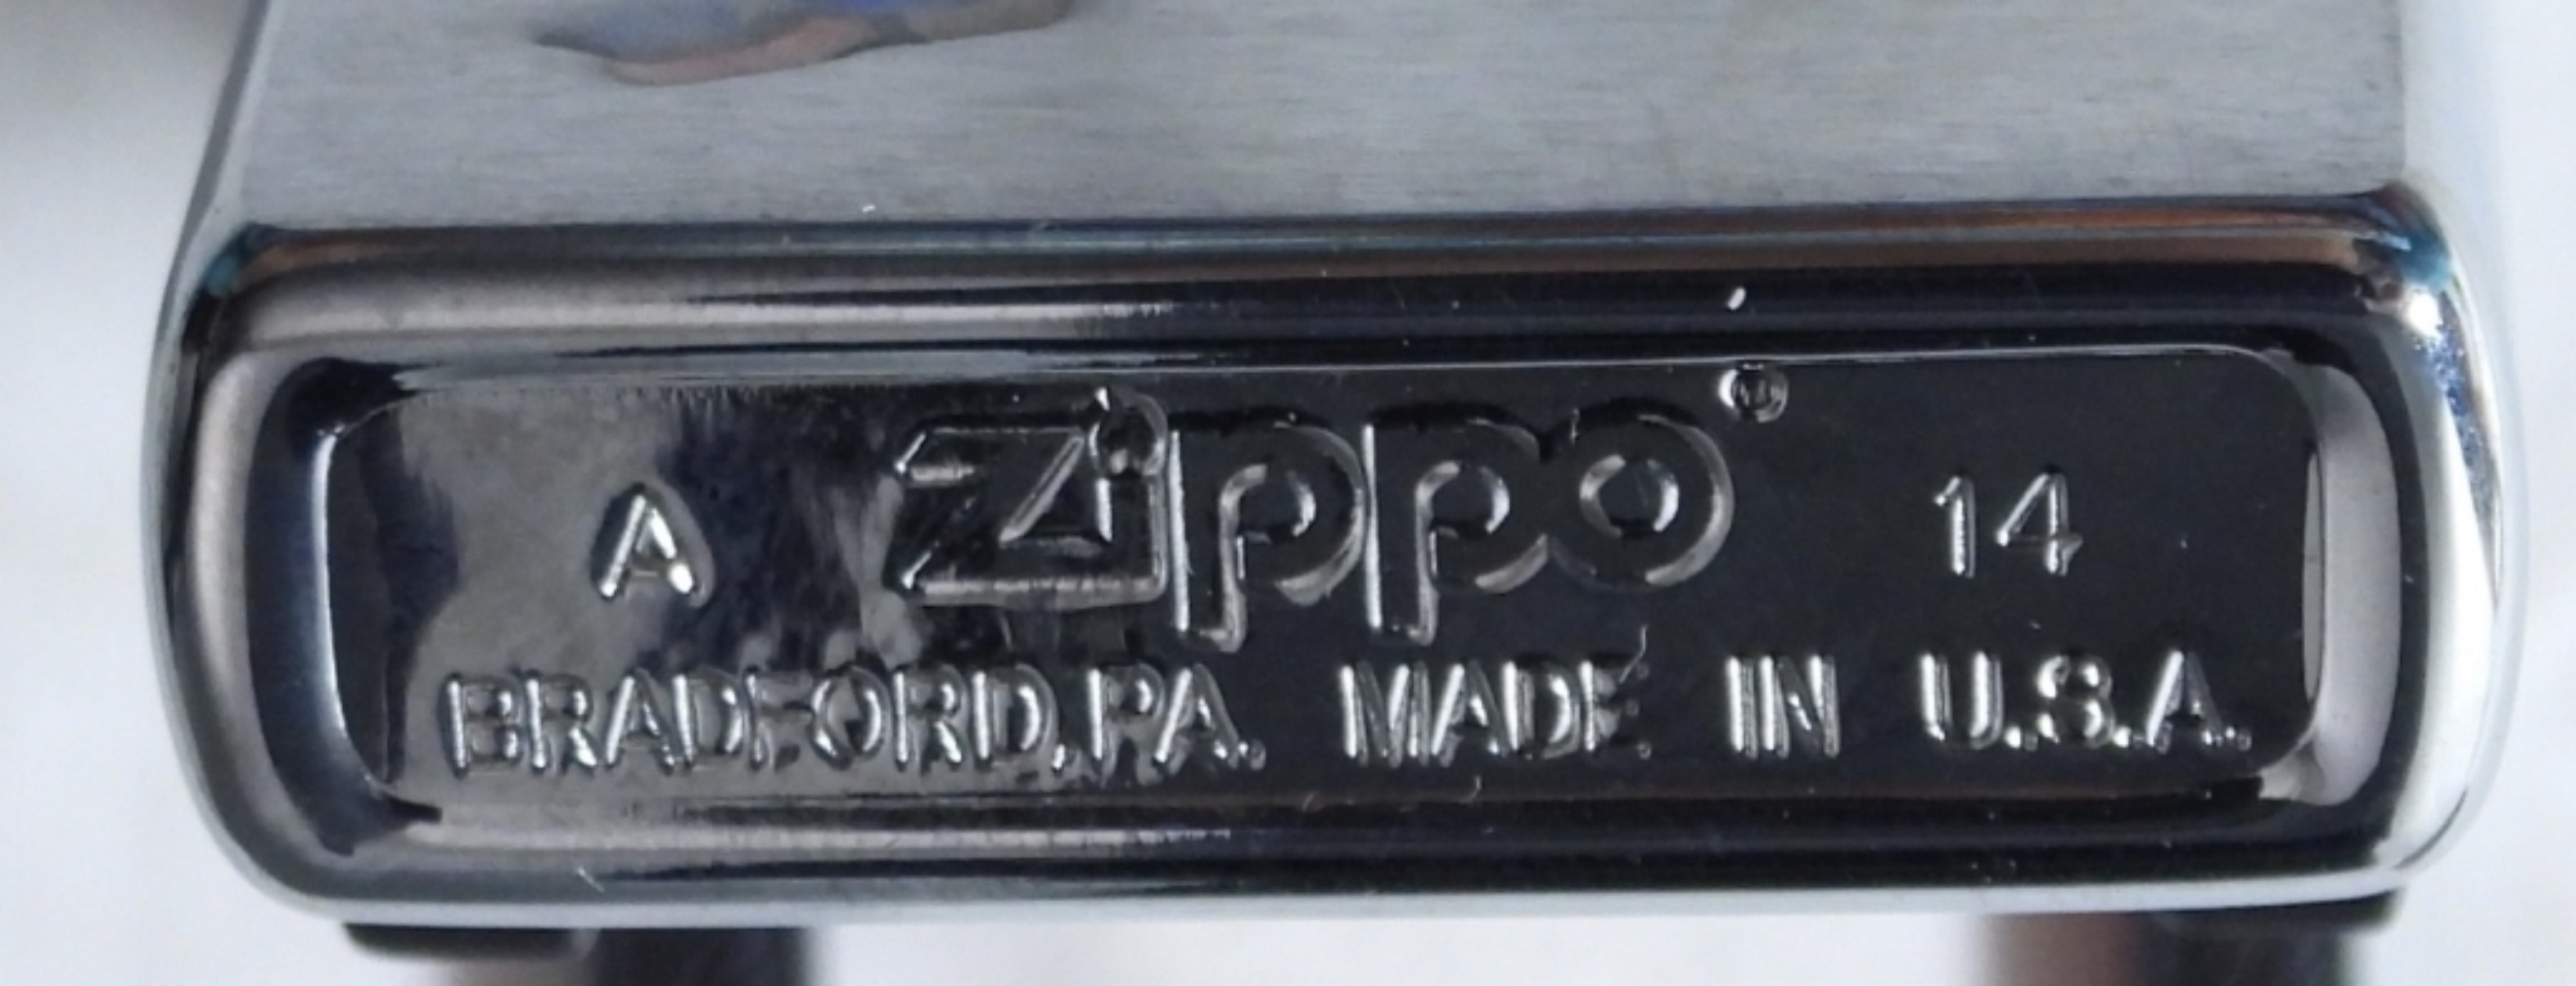 A Zippo® 14
BRADFORD, PA. MADE IN U.S.A.